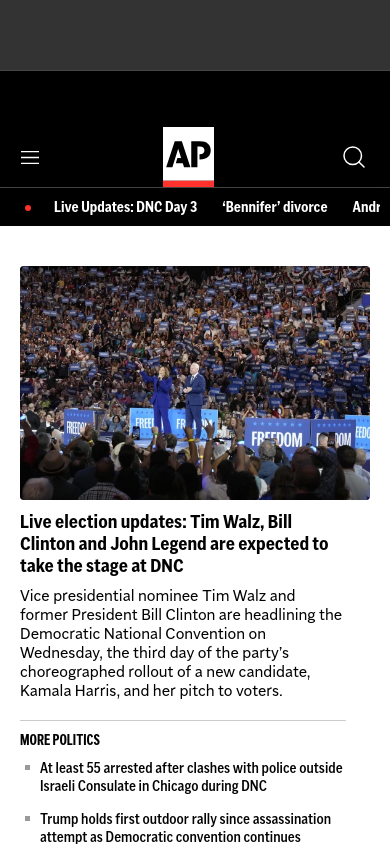 AP
Live Updates: DNC Day 3 ‘Bennifer’ divorce Andr
FREEDOM
FREEDOM
Live election updates: Tim Walz, Bill
Clinton and John Legend are expected to
take the stage at DNC
Vice presidential nominee Tim Walz and
former President Bill Clinton are headlining the
Democratic National Convention on
Wednesday, the third day of the party’s
choreographed rollout of a new candidate,
Kamala Harris, and her pitch to voters.
MORE POLITICS
At least 55 arrested after clashes with police outside
Israeli Consulate in Chicago during DNC
Trump holds first outdoor rally since assassination
attempt as Democratic convention continues